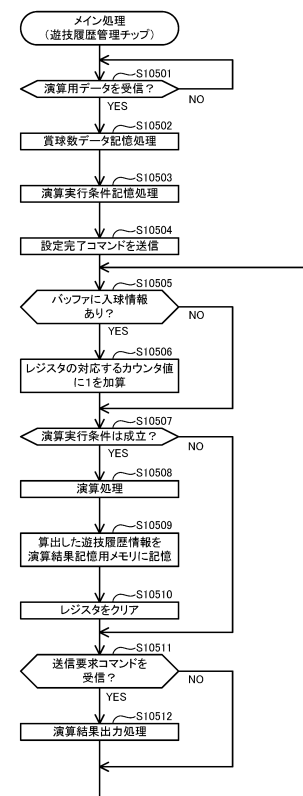 メイン処理
（遊技履歴管理チップ）
S10501
演算用データを受信？
NO
YES
S10502
賞球数データ記憶処理
S10503
演算実行条件記憶処理
S10504
設定完了コマンドを送信
S10505
バッファに入球情報
あり？
NO
YES
S10506
レジスタの対応するカウンタ値
に1を加算
S10507
演算実行条件は成立？
NO
YES
S10508
演算処理
S10509
算出した遊技履歴情報を
演算結果記憶用メモリに記憶
S10510
レジスタをクリア
S10511
送信要求コマンドを
受信？
NO
YES
S10512
演算結果出力処理